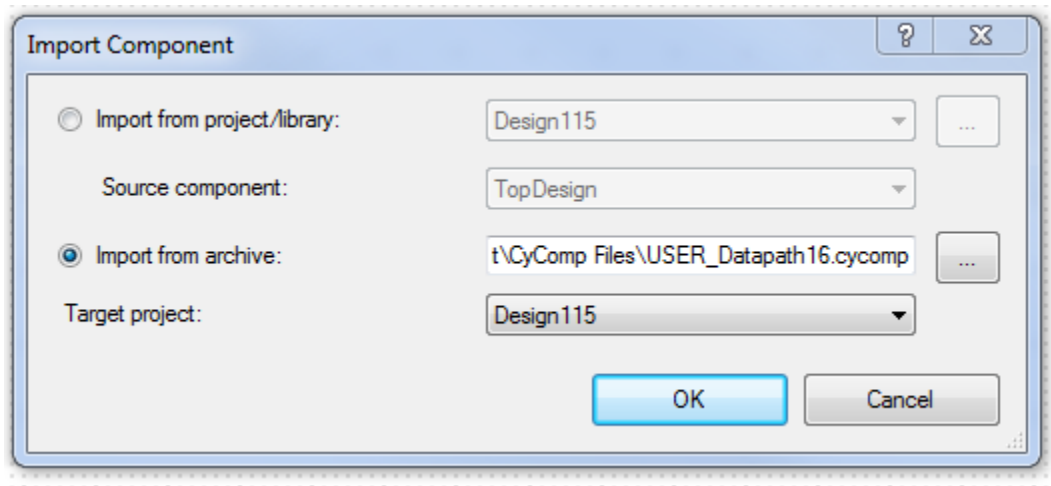 Import Component
Import from project/library: Design115 ...
Source component: TopDesign
Import from archive: t\CyComp Files\USER_Datapath16.cycomp ...
Target project: Design115
OK Cancel